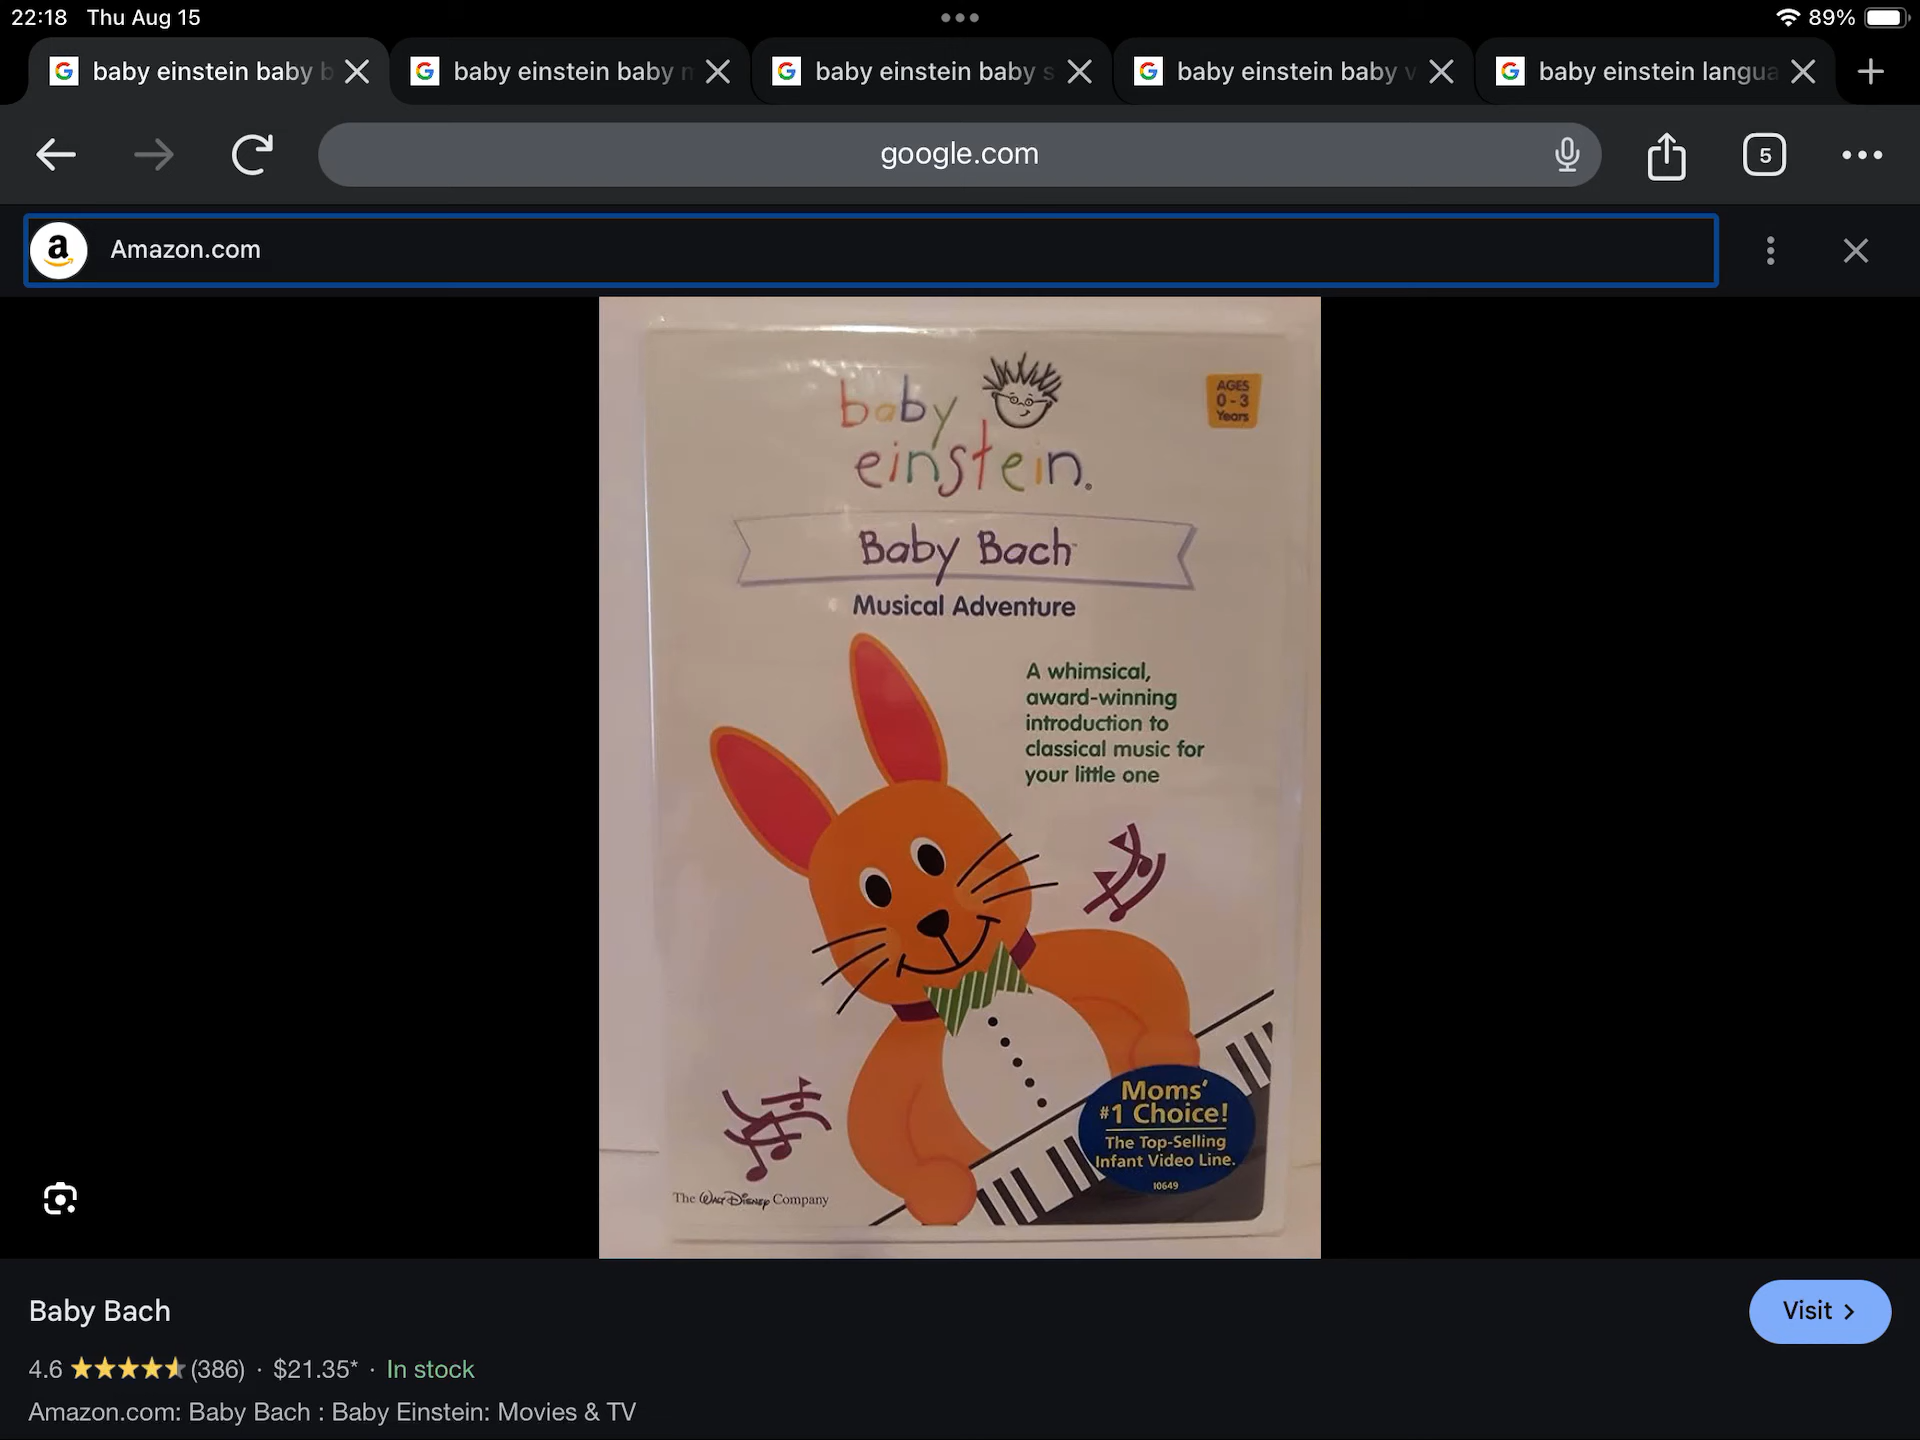 22:18 Thu Aug 15
89%
baby einstein baby b
baby einstein baby
baby einstein baby s
baby einstein baby v
baby einstein langua
google.com
5
a Amazon.com
baby
einstein.
AGES
0-3
Years
Baby Bach
Musical Adventure
A whimsical,
award-winning
introduction to
classical music for
your little one
Moms'
#1 Choice!
The Top-Selling
Infant Video Line.
10649
The Walt Disney Company
Baby Bach
Visit >
4.6 (386) · $21.35* · In stock
Amazon.com: Baby Bach : Baby Einstein: Movies & TV